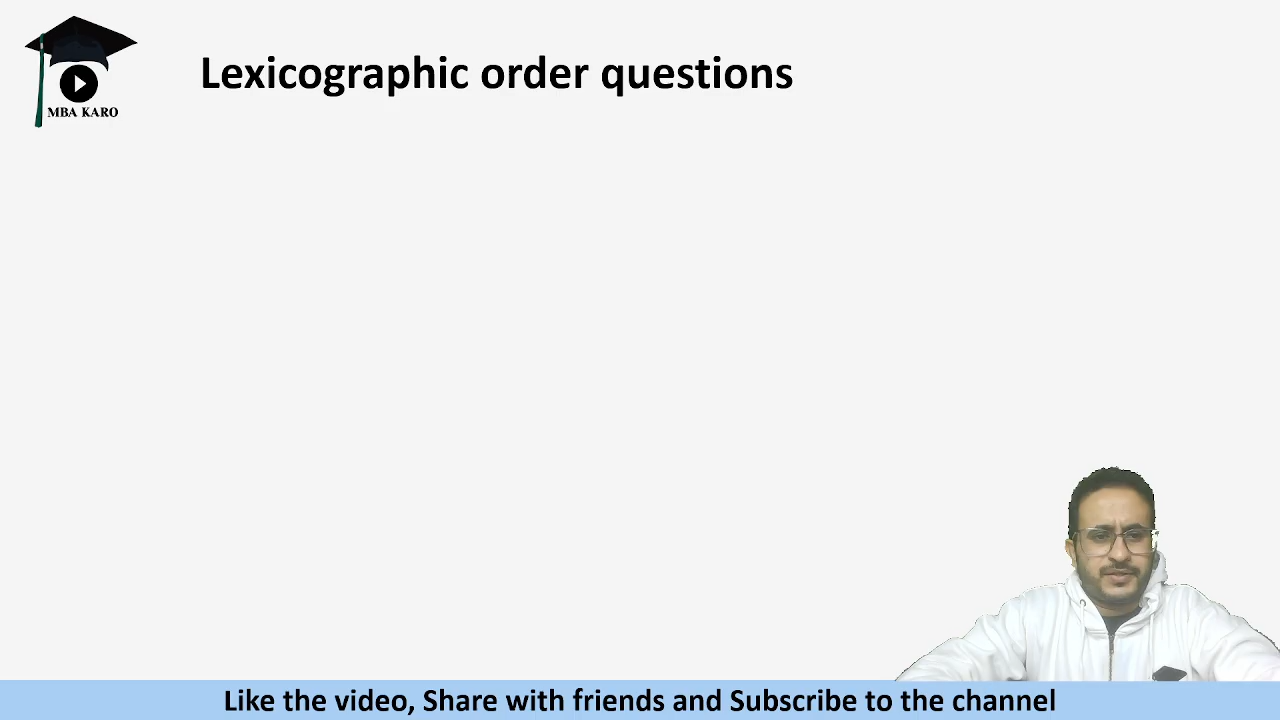 MBA KARO
Lexicographic order questions
Like the video, Share with friends and Subscribe to the channel